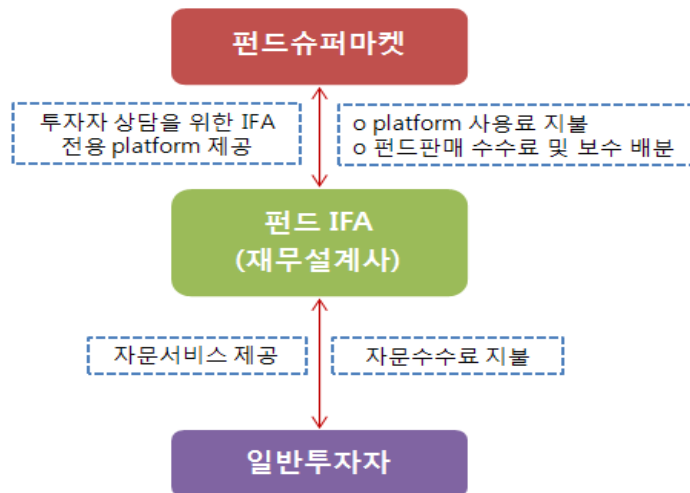 펀드슈퍼마켓
투자자 상담을 위한 IFA
전용 platform 제공
o platform 사용료 지불
o 펀드판매 수수료 및 보수 배분
펀드 IFA
(재무설계사)
자문서비스 제공
자문수수료 지불
일반투자자